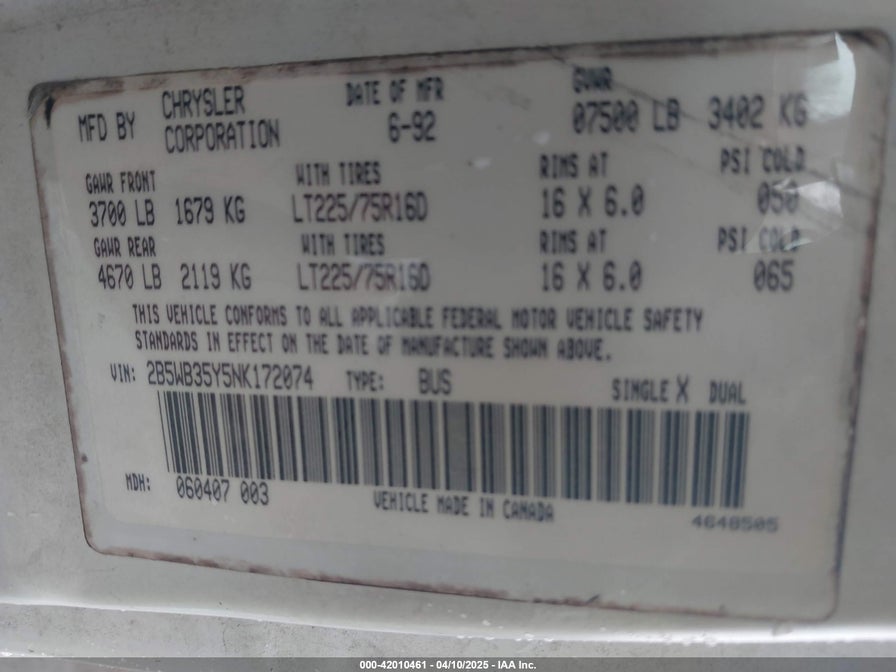 MFD BY CHRYSLER CORPORATION DATE OF MFR 6-92 GVWR 07500 LB 3402 KG
GAWR FRONT WITH TIRES RIMS AT PSI COLD
3700 LB 1679 KG LT225/75R16D 16 X 6.0 050
GAWR REAR WITH TIRES RIMS AT PSI COLD
4670 LB 2119 KG LT225/75R16D 16 X 6.0 065
THIS VEHICLE CONFORMS TO ALL APPLICABLE FEDERAL MOTOR VEHICLE SAFETY
STANDARDS IN EFFECT ON THE DATE OF MANUFACTURE SHOWN ABOVE.
VIN: 2B5WB35Y5NK172074 TYPE: BUS SINGLE X DUAL
MDH: 060407 003 VEHICLE MADE IN CANADA 4648505
000-42010461 - 04/10/2025 - IAA Inc.